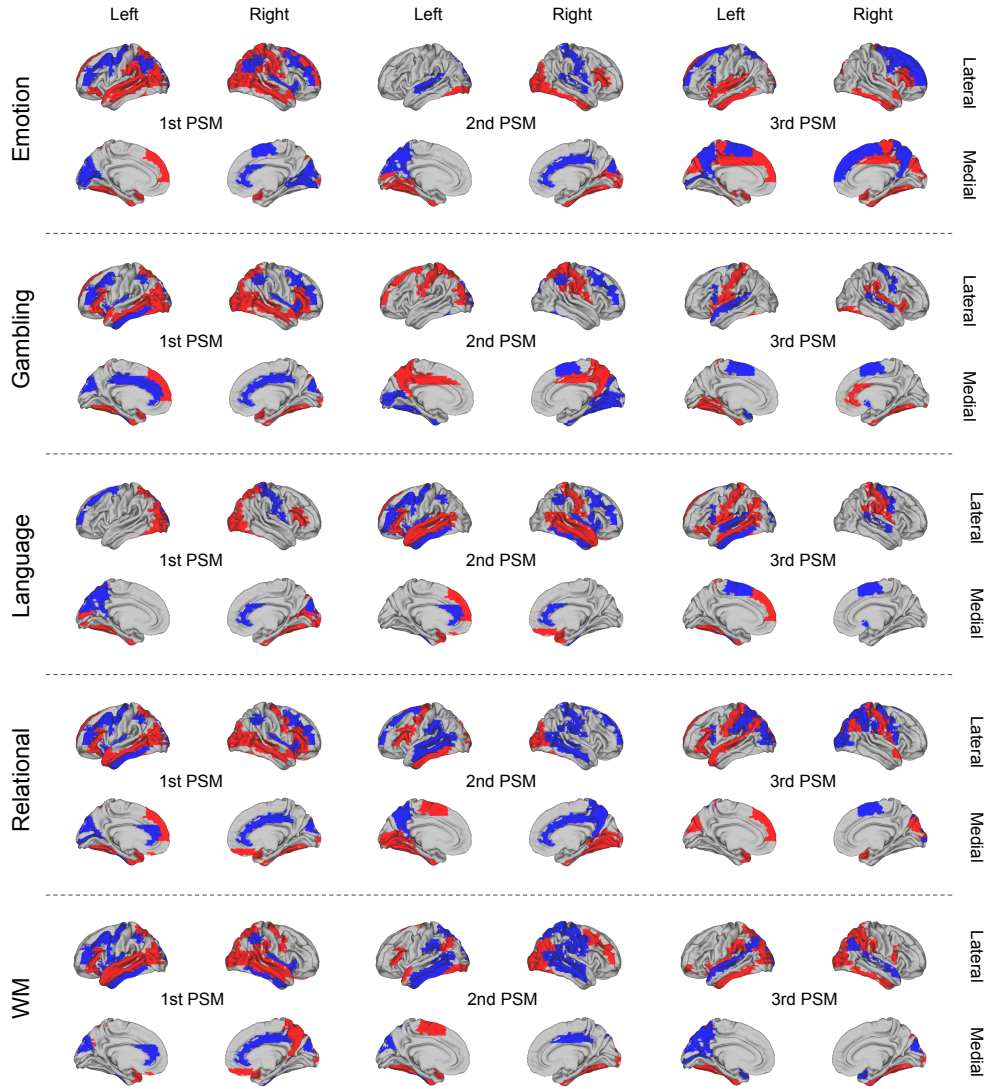 Left Right Left Right Left Right
Emotion
Lateral
1st PSM 2nd PSM 3rd PSM
Medial
Gambling
Lateral
1st PSM 2nd PSM 3rd PSM
Medial
Language
Lateral
1st PSM 2nd PSM 3rd PSM
Medial
Relational
Lateral
1st PSM 2nd PSM 3rd PSM
Medial
WM
Lateral
1st PSM 2nd PSM 3rd PSM
Medial